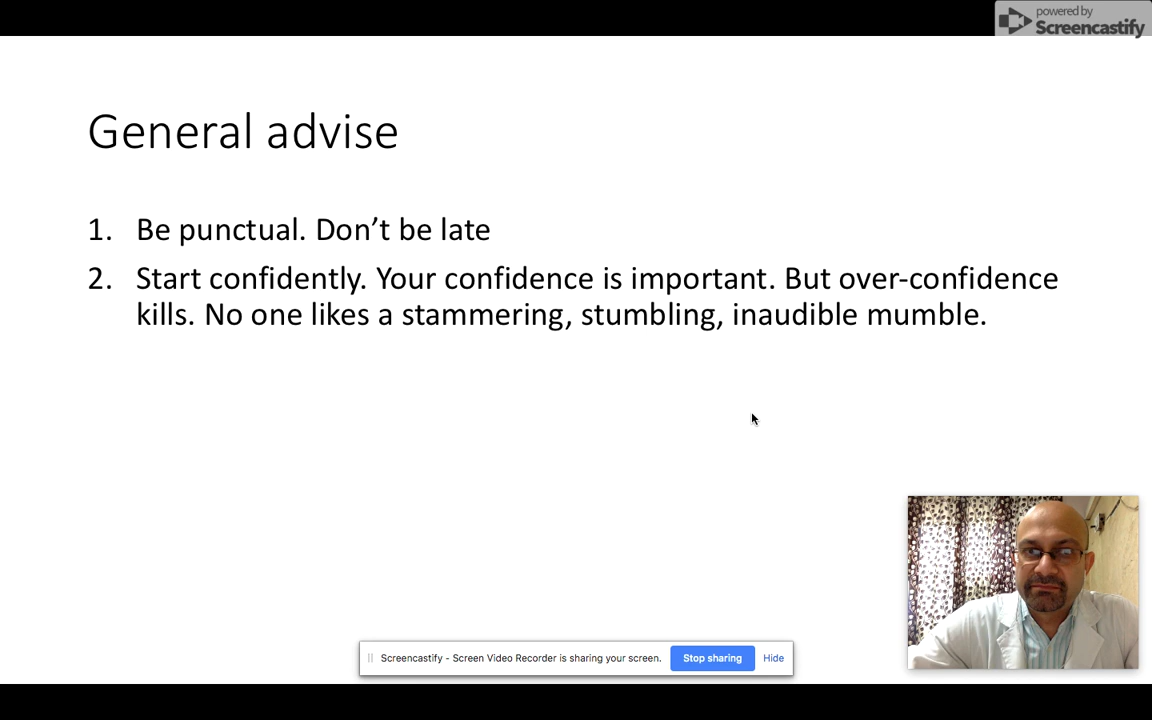 powered by
Screencastify
General advise
1. Be punctual. Don’t be late
2. Start confidently. Your confidence is important. But over-confidence
kills. No one likes a stammering, stumbling, inaudible mumble.
Screencastify - Screen Video Recorder is sharing your screen. Stop sharing Hide